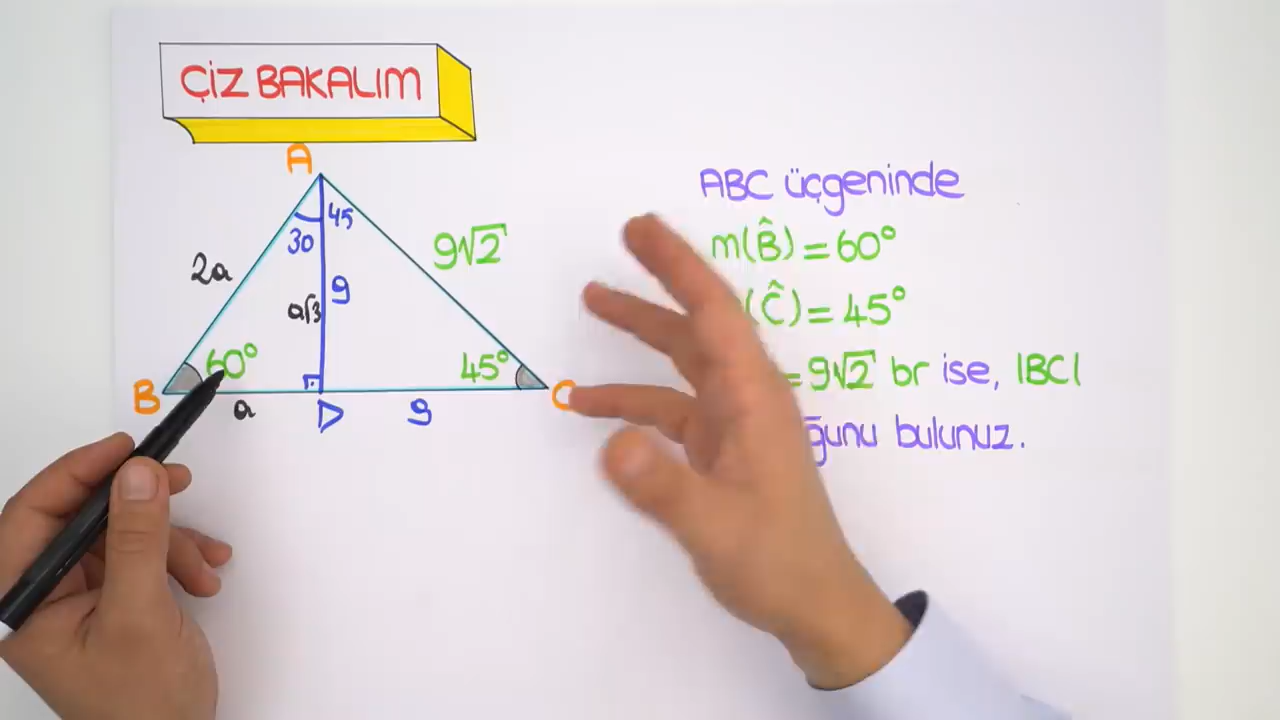 ÇİZ BAKALIM
A
45
30
2a
9√2
9
a√3
60°
45°
B
C
a
D
9
ABC üçgeninde
m(B̂) = 60°
(Ĉ) = 45°
= 9√2 br ise, |BC|
bulunuz.